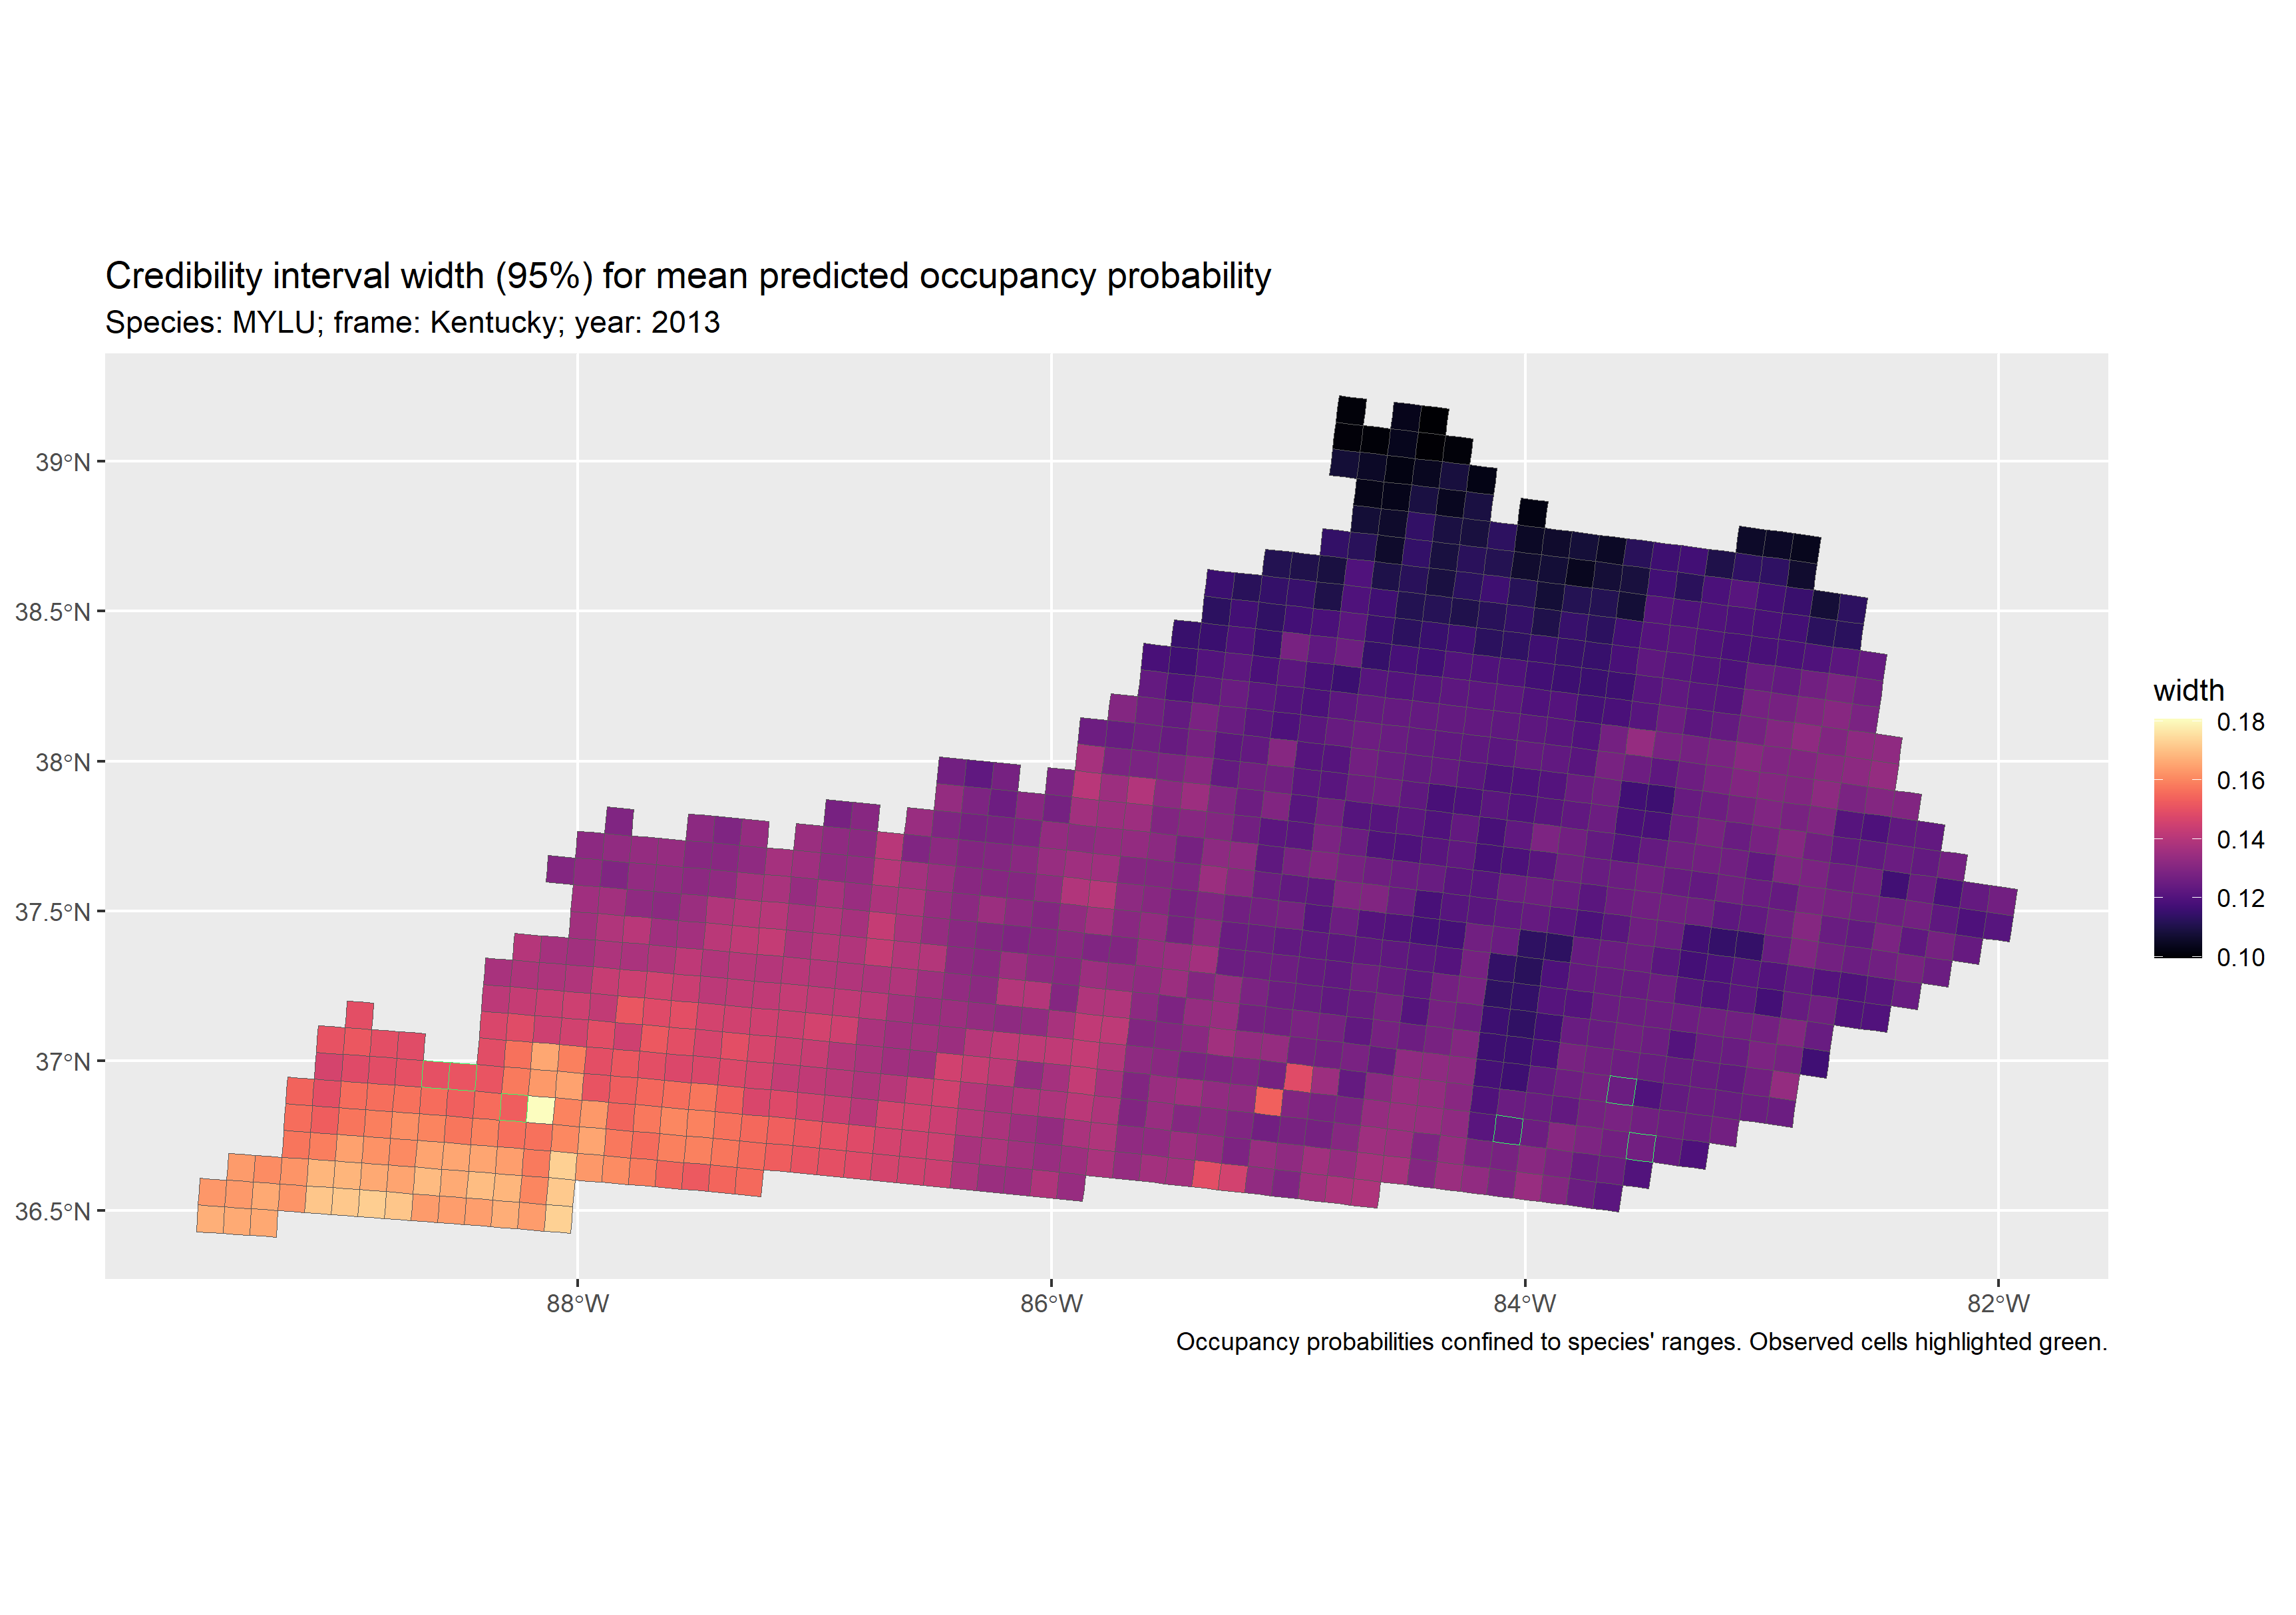 Credibility interval width (95%) for mean predicted occupancy probability
Species: MYLU; frame: Kentucky; year: 2013
39°N
38.5°N
38°N
37.5°N
37°N
36.5°N
88°W
86°W
84°W
82°W
width
0.18
0.16
0.14
0.12
0.10
Occupancy probabilities confined to species' ranges. Observed cells highlighted green.